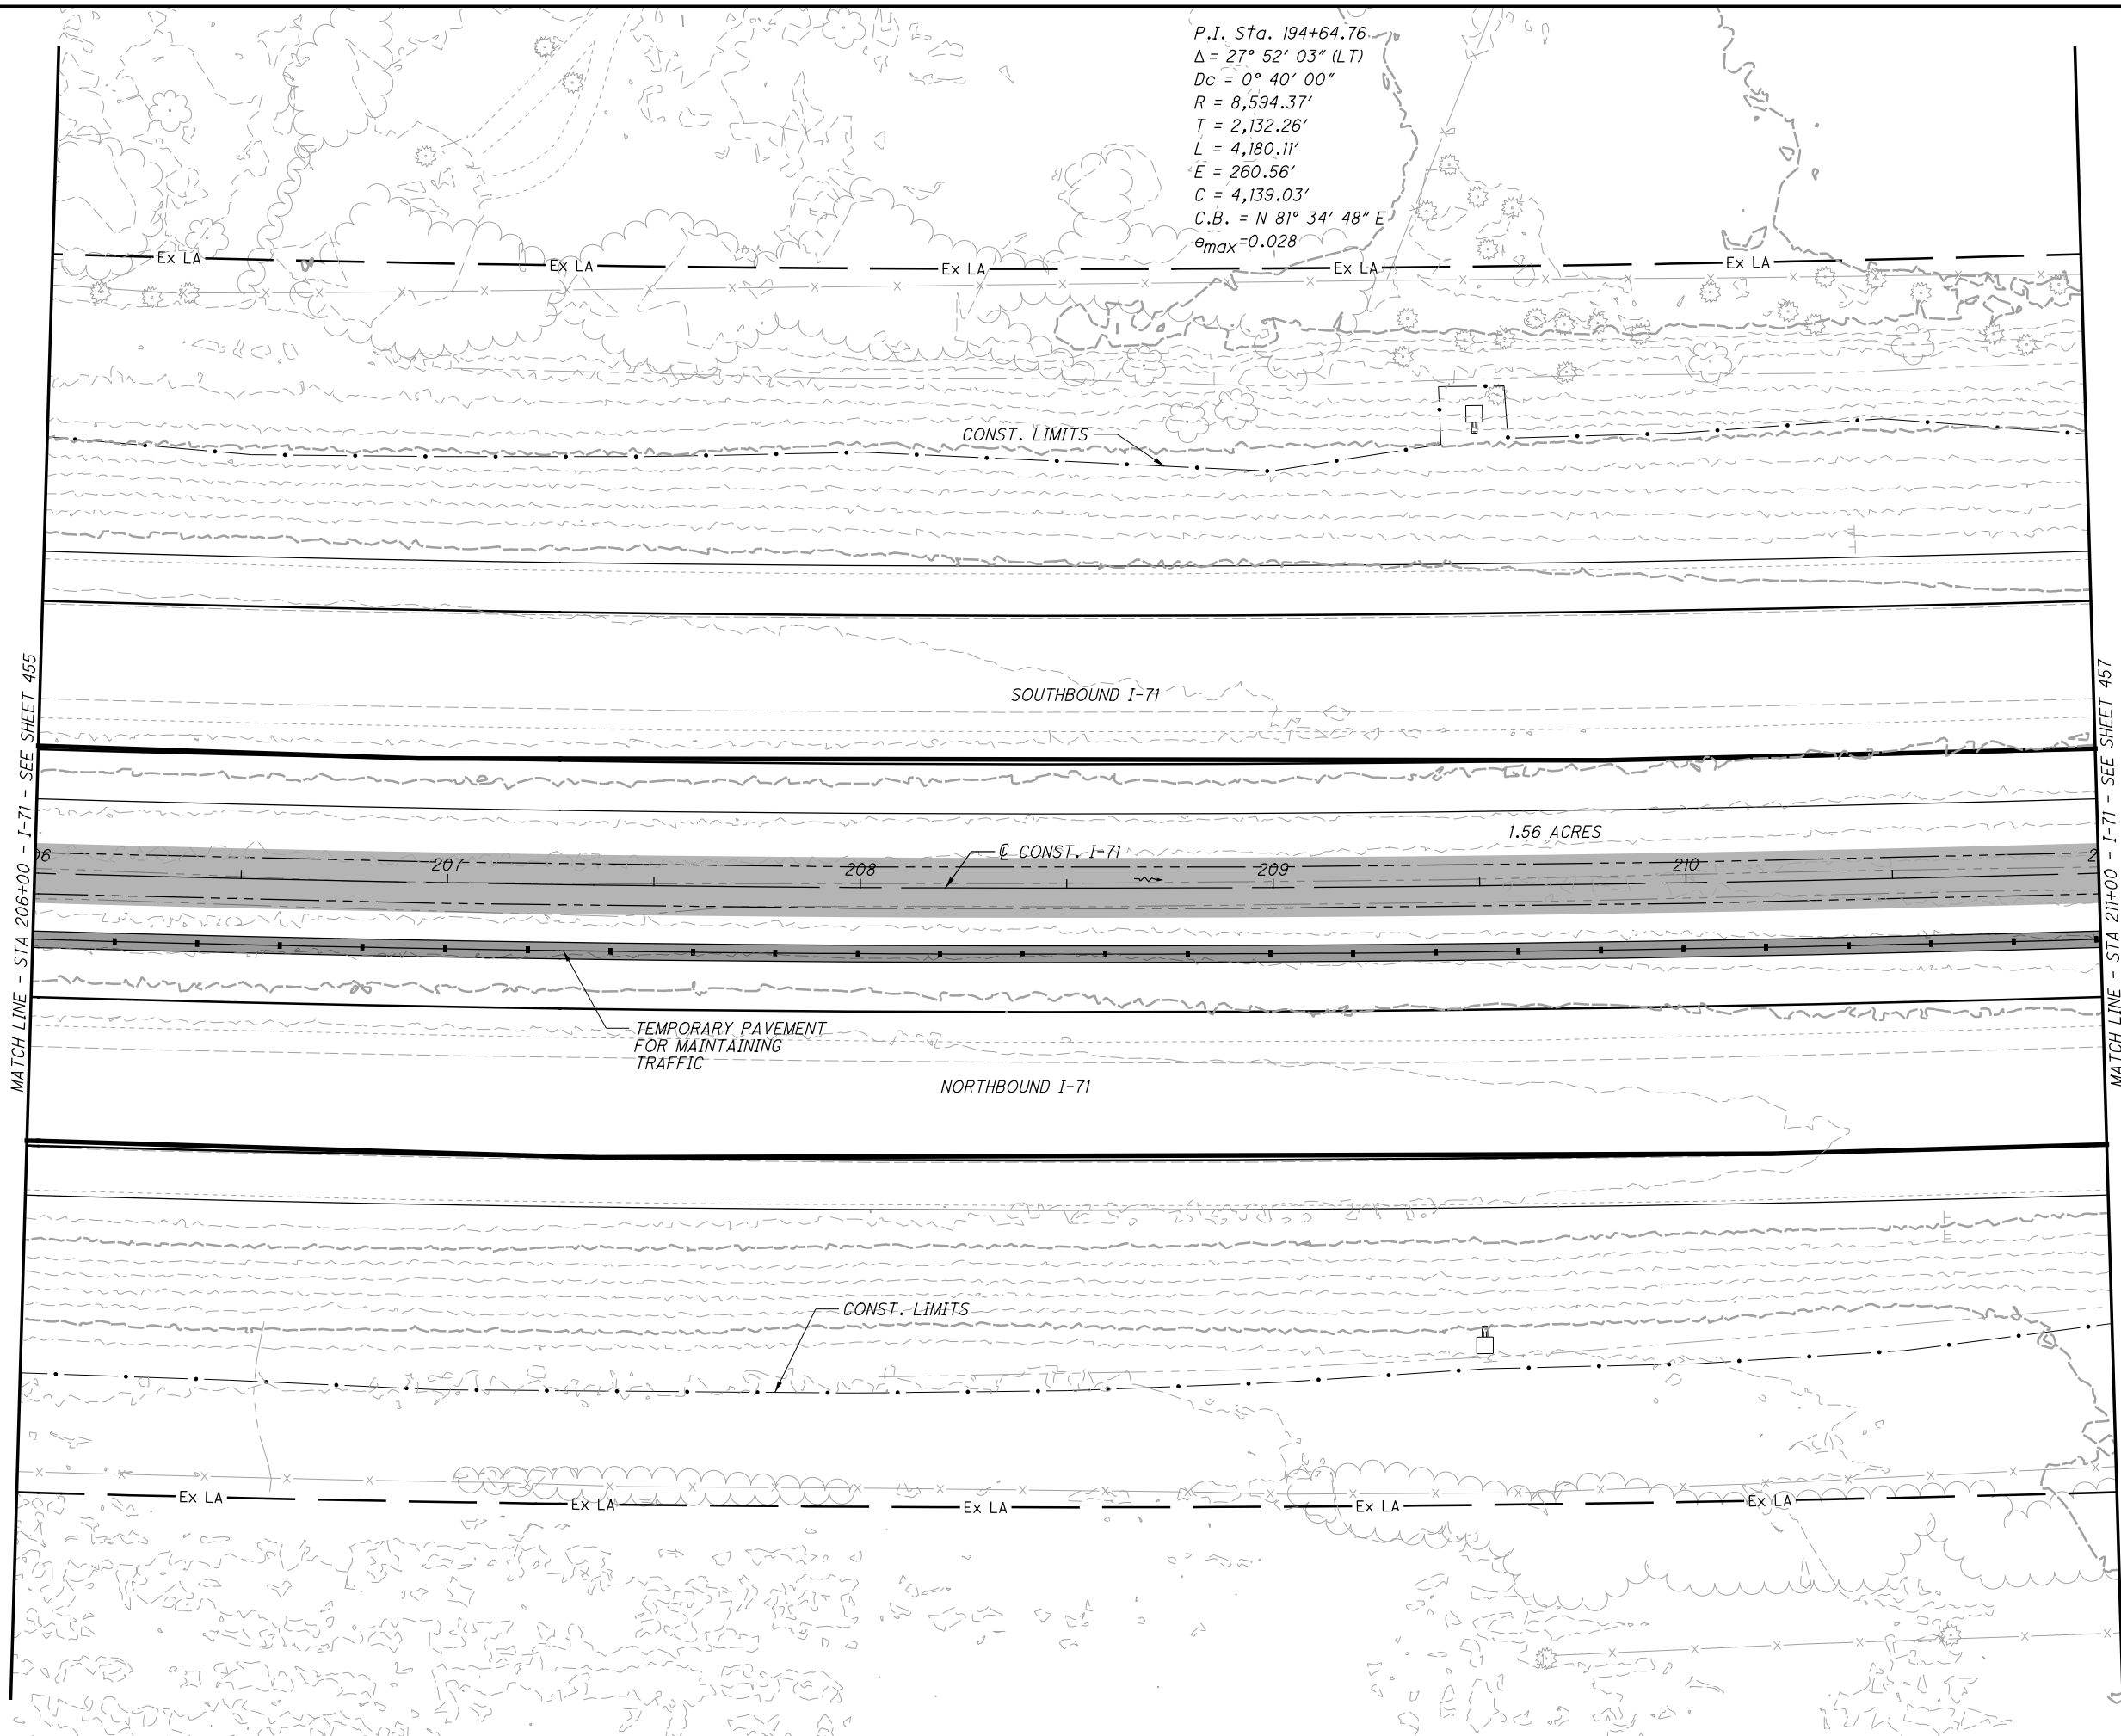 P.I. Sta. 194+64.76
Δ = 27° 52' 03" (LT)
Dc = 0° 40' 00"
R = 8,594.37'
T = 2,132.26'
L = 4,180.11'
E = 260.56'
C = 4,139.03'
C.B. = N 81° 34' 48" E
emax=0.028
Ex LA
Ex LA
Ex LA
Ex LA
Ex LA
CONST. LIMITS
MATCH LINE - STA 206+00 - I-71 - SEE SHEET 455
MATCH LINE - STA 211+00 - I-71 - SEE SHEET 457
SOUTHBOUND I-71
1.56 ACRES
℄ CONST. I-71
06
207
208
209
210
2
TEMPORARY PAVEMENT
FOR MAINTAINING
TRAFFIC
NORTHBOUND I-71
CONST. LIMITS
Ex LA
Ex LA
Ex LA
Ex LA
Ex LA